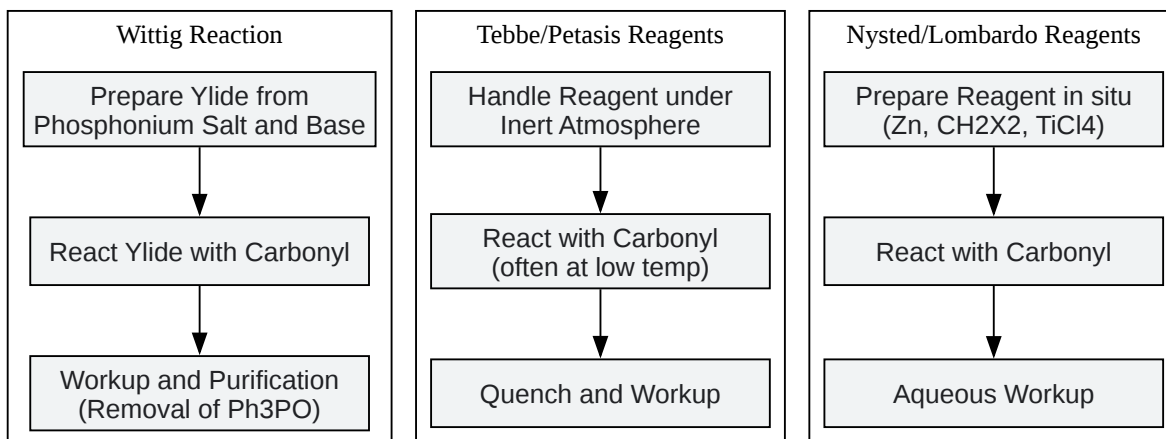 Wittig Reaction
Prepare Ylide from
Phosphonium Salt and Base
React Ylide with Carbonyl
Workup and Purification
(Removal of Ph3PO)
Tebbe/Petasis Reagents
Handle Reagent under
Inert Atmosphere
React with Carbonyl
(often at low temp)
Quench and Workup
Nysted/Lombardo Reagents
Prepare Reagent in situ
(Zn, CH2X2, TiCl4)
React with Carbonyl
Aqueous Workup